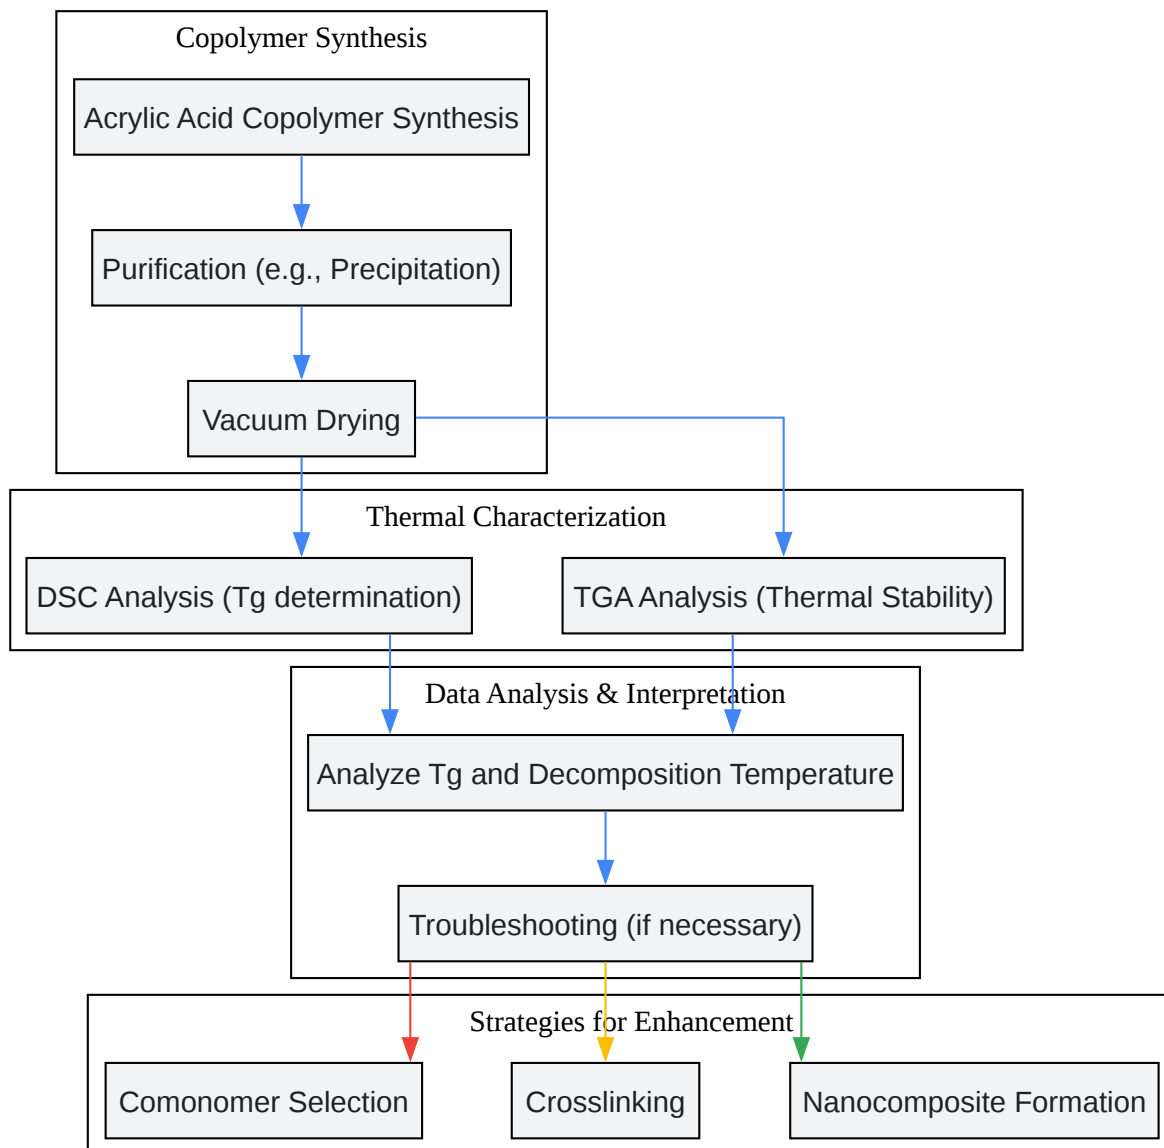 Copolymer Synthesis
Acrylic Acid Copolymer Synthesis
Purification (e.g., Precipitation)
Vacuum Drying
Thermal Characterization
DSC Analysis (Tg determination)
TGA Analysis (Thermal Stability)
Data Analysis & Interpretation
Analyze Tg and Decomposition Temperature
Troubleshooting (if necessary)
Strategies for Enhancement
Comonomer Selection
Crosslinking
Nanocomposite Formation